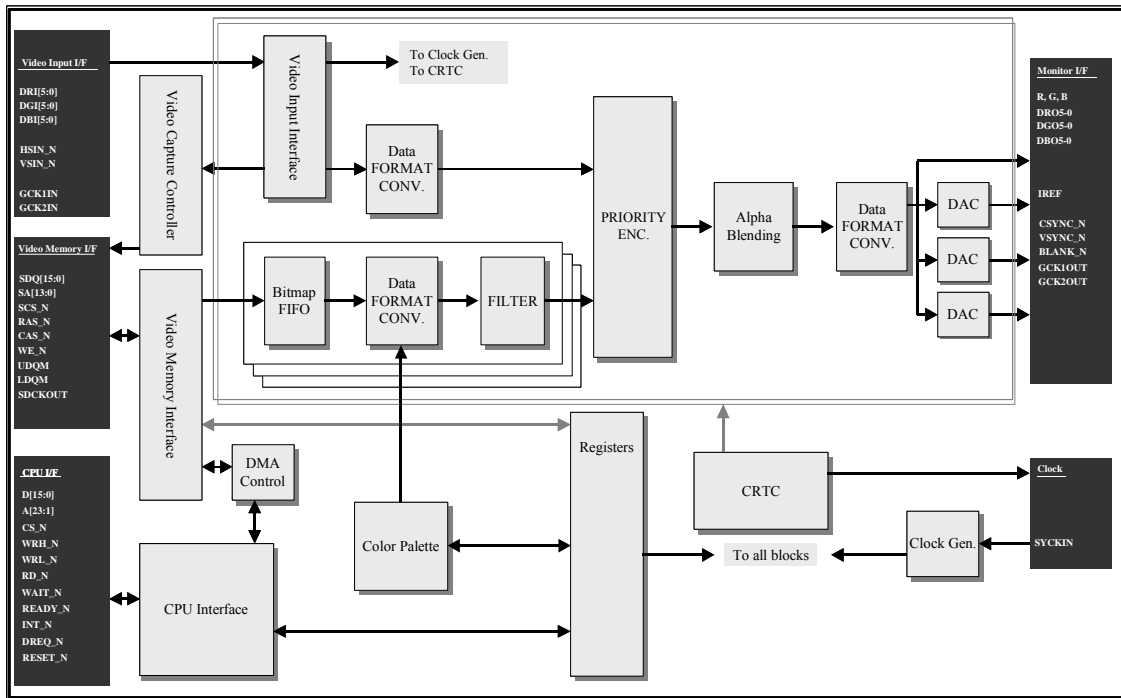 Video Input I/F
DRI[5:0]
DGI[5:0]
DBI[5:0]
HSIN_N
VSIN_N
GCK1IN
GCK2IN
Video Memory I/F
SDQ[15:0]
SA[13:0]
SCS_N
RAS_N
CAS_N
WE_N
UDQM
LDQM
SDCKOUT
CPU I/F
D[15:0]
A[23:1]
CS_N
WRH_N
WRL_N
RD_N
WAIT_N
READY_N
INT_N
DREQ_N
RESET_N
Video Capture Controller
Video Memory Interface
DMA
Control
CPU Interface
Video Input Interface
To Clock Gen.
To CRTC
Data
FORMAT
CONV.
Bitmap
FIFO
Data
FORMAT
CONV.
FILTER
Color Palette
PRIORITY
ENC.
Registers
Alpha
Blending
Data
FORMAT
CONV.
DAC
DAC
DAC
CRTC
To all blocks
Clock Gen.
Monitor I/F
R, G, B
DRO5-0
DGO5-0
DBO5-0
IREF
CSYNC_N
VSYNC_N
BLANK_N
GCK1OUT
GCK2OUT
Clock
SYCKIN